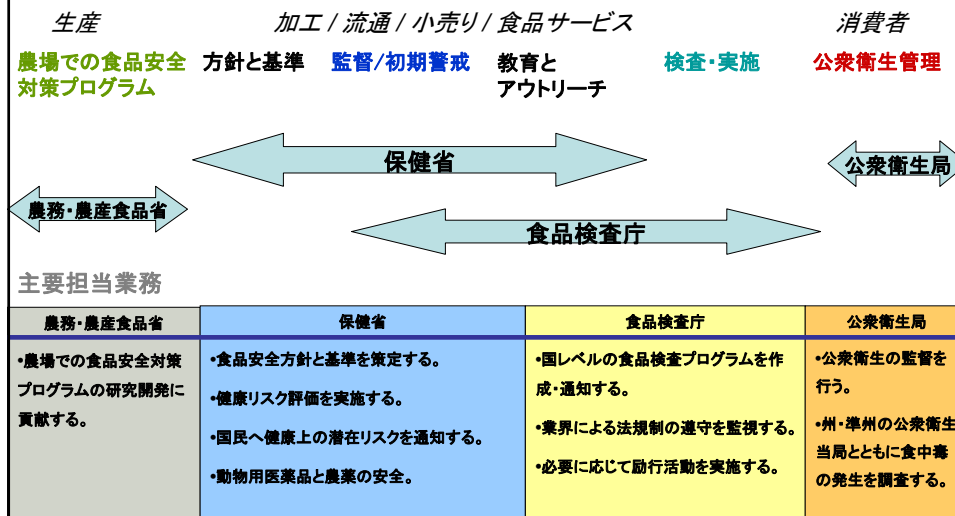 生産
加工 / 流通 / 小売り / 食品サービス
消費者
農場での食品安全
対策プログラム
方針と基準
監督/初期警戒
教育と
アウトリーチ
検査・実施
公衆衛生管理
保健省
公衆衛生局
農務・農産食品省
食品検査庁
主要担当業務
農務・農産食品省
保健省
食品検査庁
公衆衛生局
・農場での食品安全対策
プログラムの研究開発に
貢献する。
・食品安全方針と基準を策定する。
・健康リスク評価を実施する。
・国民へ健康上の潜在リスクを通知する。
・動物用医薬品と農薬の安全。
・国レベルの食品検査プログラムを作
成・通知する。
・業界による法規制の遵守を監視する。
・必要に応じて励行活動を実施する。
・公衆衛生の監督を
行う。
・州・準州の公衆衛生
当局とともに食中毒
の発生を調査する。